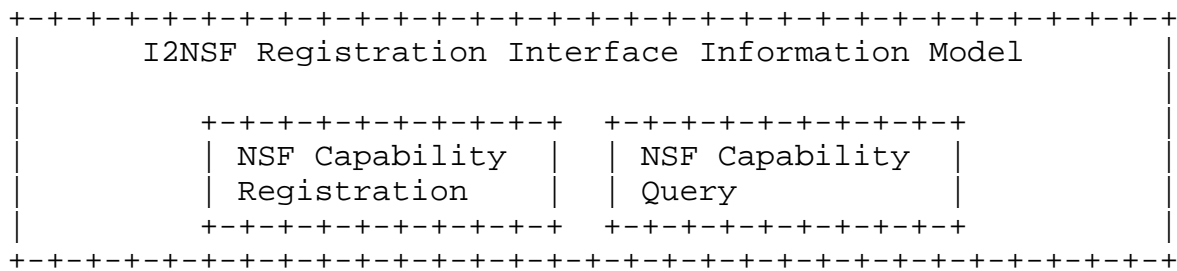 +-+-+-+-+-+-+-+-+-+-+-+-+-+-+-+-+-+-+-+-+-+-+-+-+-+-+-+-+-+-+
|       I2NSF Registration Interface Information Model       |
|                                                            |
|         +-+-+-+-+-+-+-+-+-+  +-+-+-+-+-+-+-+-+-+           |
|         | NSF Capability  |  | NSF Capability  |           |
|         | Registration    |  | Query           |           |
|         +-+-+-+-+-+-+-+-+-+  +-+-+-+-+-+-+-+-+-+           |
+-+-+-+-+-+-+-+-+-+-+-+-+-+-+-+-+-+-+-+-+-+-+-+-+-+-+-+-+-+-+